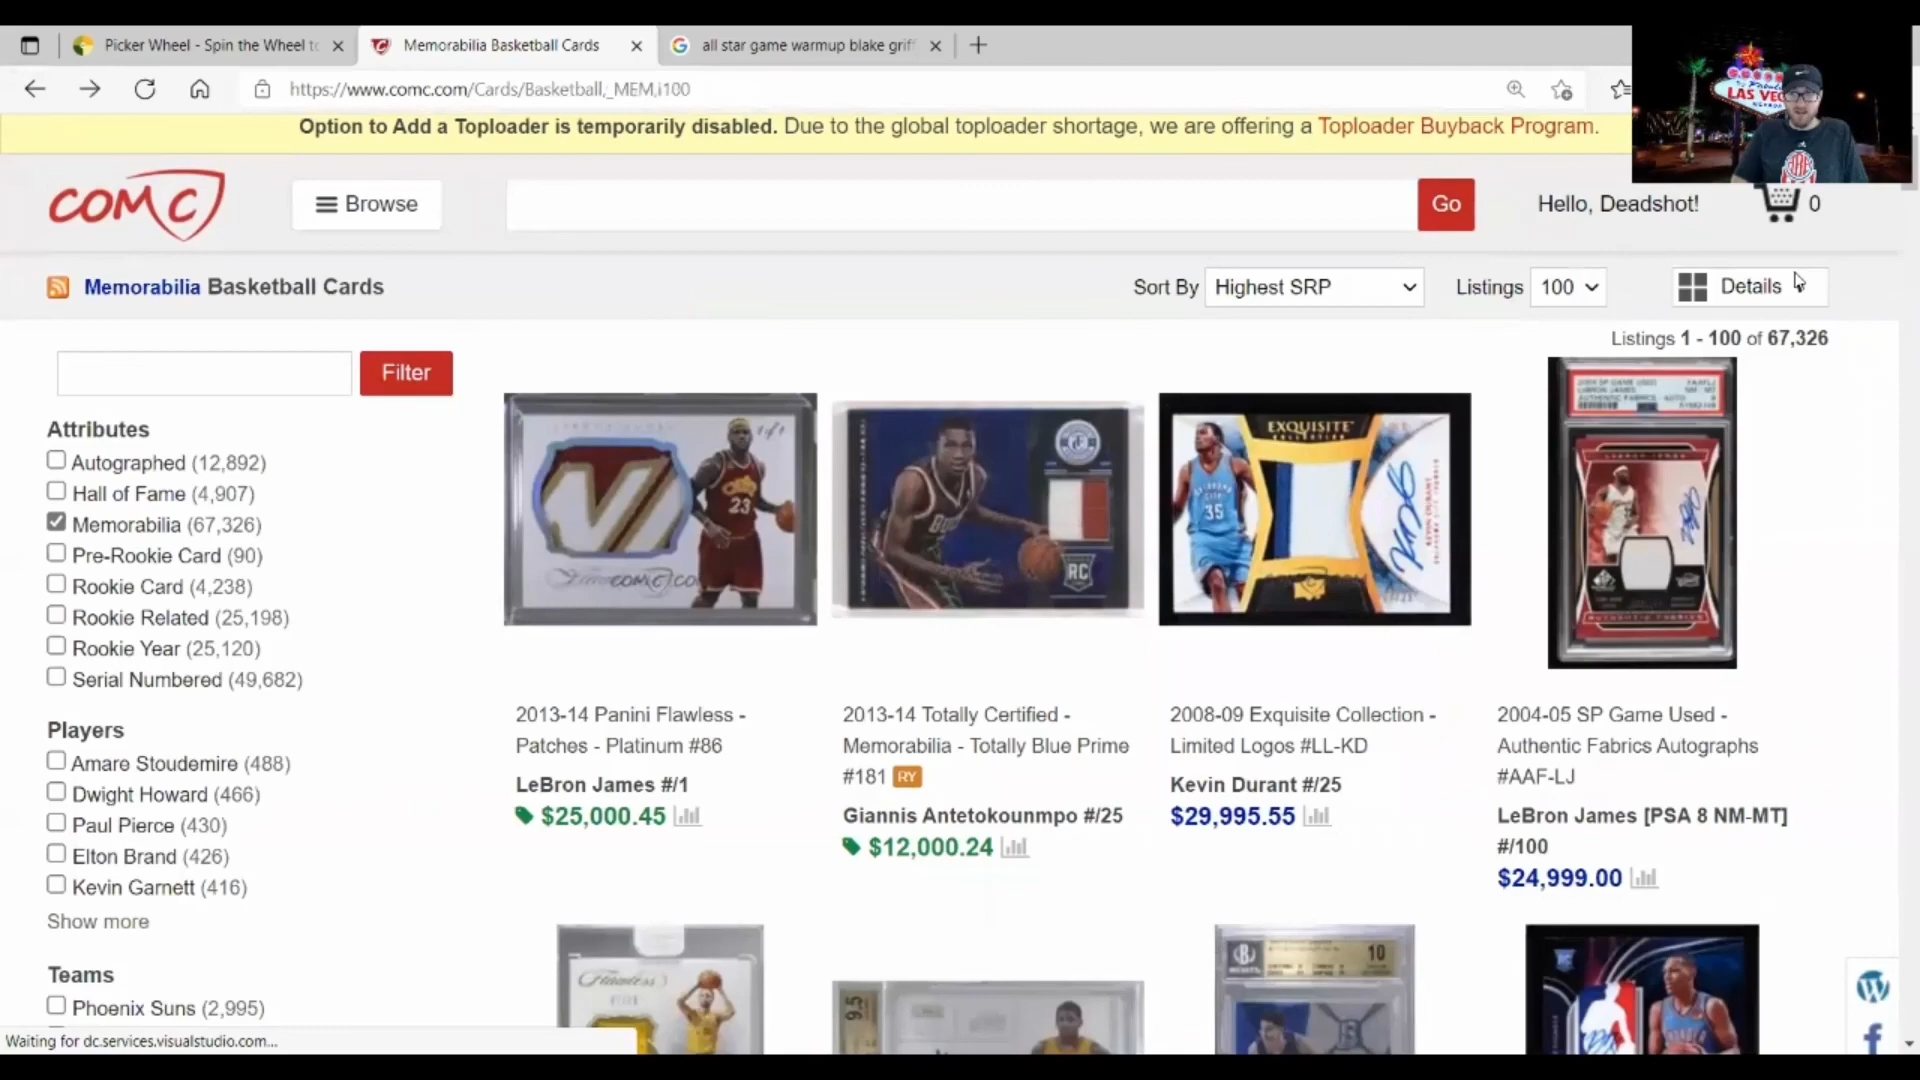 Picker Wheel - Spin the Wheel to
Memorabilia Basketball Cards
all star game warmup blake griff
https://www.comc.com/Cards/Basketball,_MEM,i100
Option to Add a Toploader is temporarily disabled. Due to the global toploader shortage, we are offering a Toploader Buyback Program.
LAS VEG
COMC
Browse
Go
Hello, Deadshot!
0
Memorabilia Basketball Cards
Sort By
Highest SRP
Listings
100
Details
Listings 1 - 100 of 67,326
Filter
Attributes
Autographed (12,892)
Hall of Fame (4,907)
Memorabilia (67,326)
Pre-Rookie Card (90)
Rookie Card (4,238)
Rookie Related (25,198)
Rookie Year (25,120)
Serial Numbered (49,682)
Players
Amare Stoudemire (488)
Dwight Howard (466)
Paul Pierce (430)
Elton Brand (426)
Kevin Garnett (416)
Show more
Teams
Phoenix Suns (2,995)
23
RC
EXQUISITE
35
2013-14 Panini Flawless -
Patches - Platinum #86
LeBron James #/1
$25,000.45
2013-14 Totally Certified -
Memorabilia - Totally Blue Prime
#181 RY
Giannis Antetokounmpo #/25
$12,000.24
2008-09 Exquisite Collection -
Limited Logos #LL-KD
Kevin Durant #/25
$29,995.55
2004-05 SP Game Used -
Authentic Fabrics Autographs
#AAF-LJ
LeBron James [PSA 8 NM-MT]
#/100
$24,999.00
Flawless
9.5
10
Waiting for dc.services.visualstudio.com...